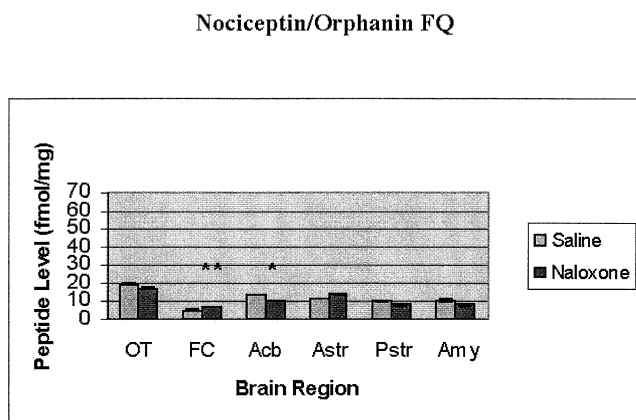 Nociceptin/Orphanin FQ
Peptide Level (fmol/mg)
70
60
50
40
30
20
10
0
** *
OT FC Acb Astr Pstr Amy
Brain Region
Saline
Naloxone